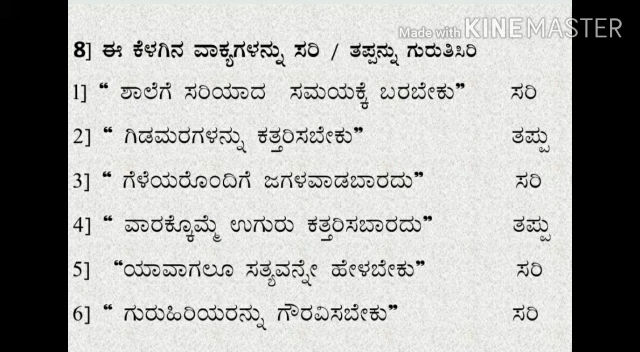 Made with KINEMASTER
8] ಈ ಕೆಳಗಿನ ವಾಕ್ಯಗಳನ್ನು ಸರಿ / ತಪ್ಪನ್ನು ಗುರುತಿಸಿರಿ
1] “ ಶಾಲೆಗೆ ಸರಿಯಾದ ಸಮಯಕ್ಕೆ ಬರಬೇಕು” ಸರಿ
2] “ ಗಿಡಮರಗಳನ್ನು ಕತ್ತರಿಸಬೇಕು” ತಪ್ಪು
3] “ ಗೆಳೆಯರೊಂದಿಗೆ ಜಗಳವಾಡಬಾರದು” ಸರಿ
4] “ ವಾರಕ್ಕೊಮ್ಮೆ ಉಗುರು ಕತ್ತರಿಸಬಾರದು” ತಪ್ಪು
5] “ಯಾವಾಗಲೂ ಸತ್ಯವನ್ನೇ ಹೇಳಬೇಕು” ಸರಿ
6] “ ಗುರುಹಿರಿಯರನ್ನು ಗೌರವಿಸಬೇಕು” ಸರಿ